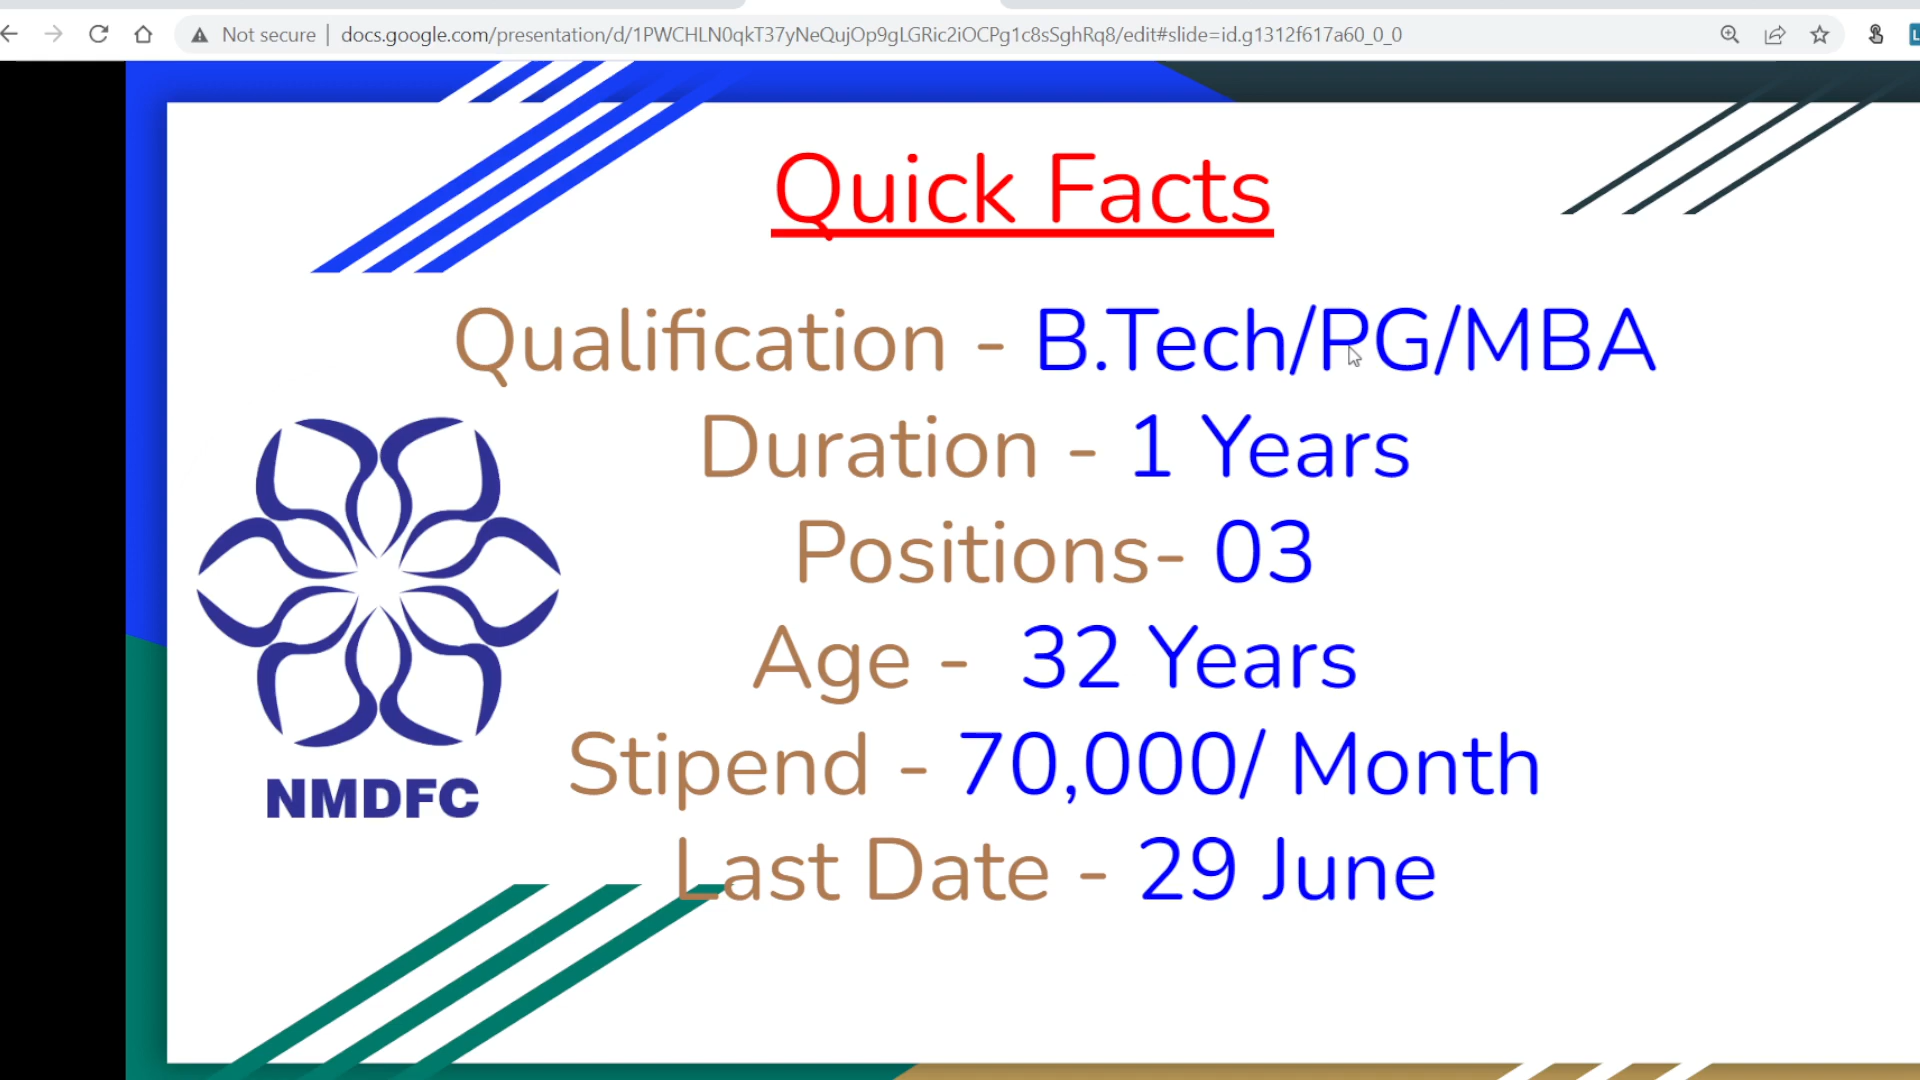 Not secure | docs.google.com/presentation/d/1PWCHLN0qkT37yNeQujOp9gLGRic2iOCPg1c8sSghRq8/edit#slide=id.g1312f617a60_0_0
Quick Facts
Qualification - B.Tech/PG/MBA
Duration - 1 Years
Positions- 03
Age - 32 Years
Stipend - 70,000/ Month
Last Date - 29 June
NMDFC